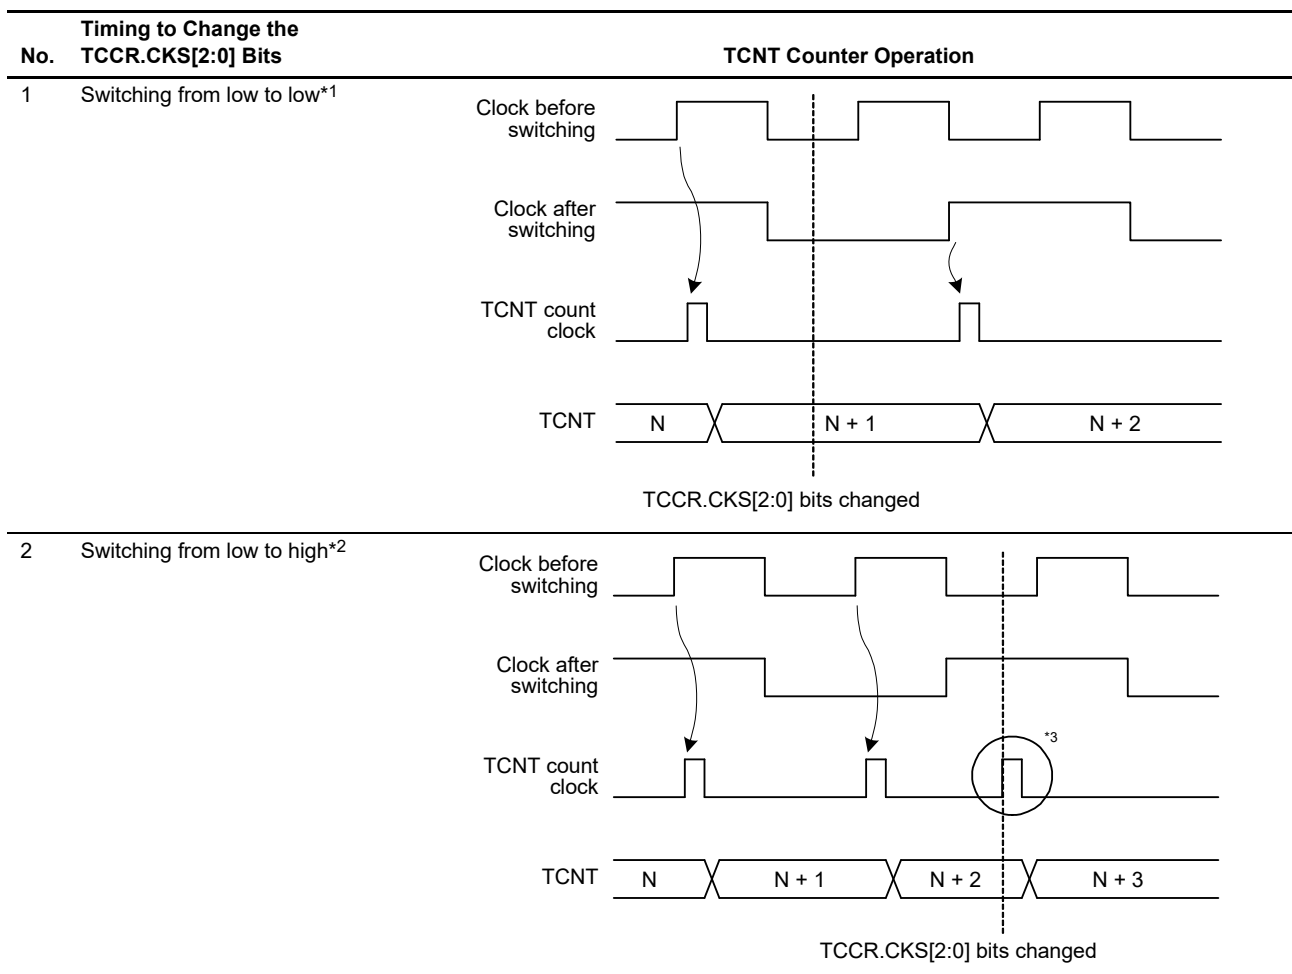 Timing to Change the
No. TCCR.CKS[2:0] Bits TCNT Counter Operation
1 Switching from low to low*1
Clock before
switching
Clock after
switching
TCNT count
clock
TCNT N N + 1 N + 2
TCCR.CKS[2:0] bits changed
2 Switching from low to high*2
Clock before
switching
Clock after
switching
*3
TCNT count
clock
TCNT N N + 1 N + 2 N + 3
TCCR.CKS[2:0] bits changed